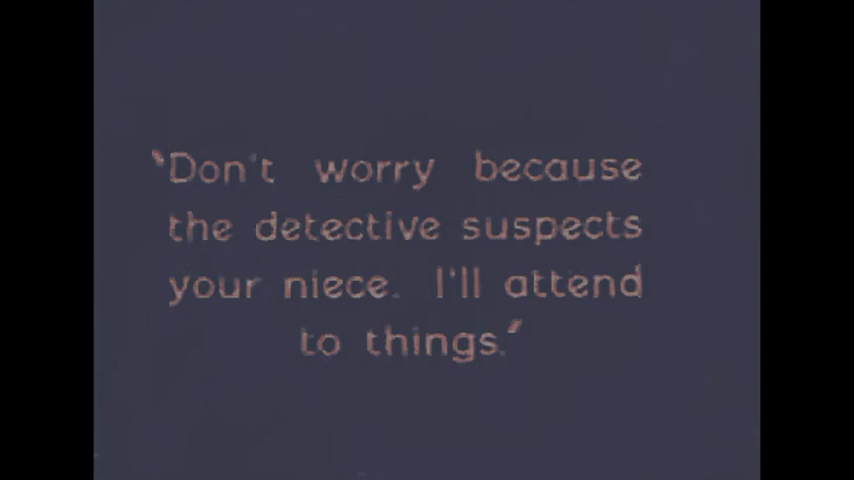 "Don't worry because
the detective suspects
your niece. I'll attend
to things."